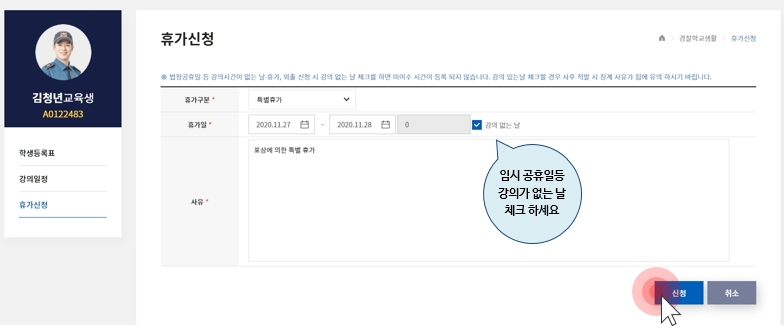 김청년교육생
A0122483
학생등록표
강의일정
휴가신청
휴가신청
경찰학교생활 > 휴가신청
※ 법정공휴일 등 강의시간이 없는 날 휴가, 외출 신청 시 강의 없는 날 체크를 하면 미이수 시간이 등록 되지 않습니다. 강의 있는날 체크할 경우 사후 적발 시 징계 사유가 됨에 유의 하시기 바랍니다.
휴가구분 * 특별휴가
휴가일 * 2020.11.27 - 2020.11.28 0 강의 없는 날
사유 * 포상에 의한 특별 휴가
임시 공휴일등
강의가 없는 날
체크 하세요
신청 취소